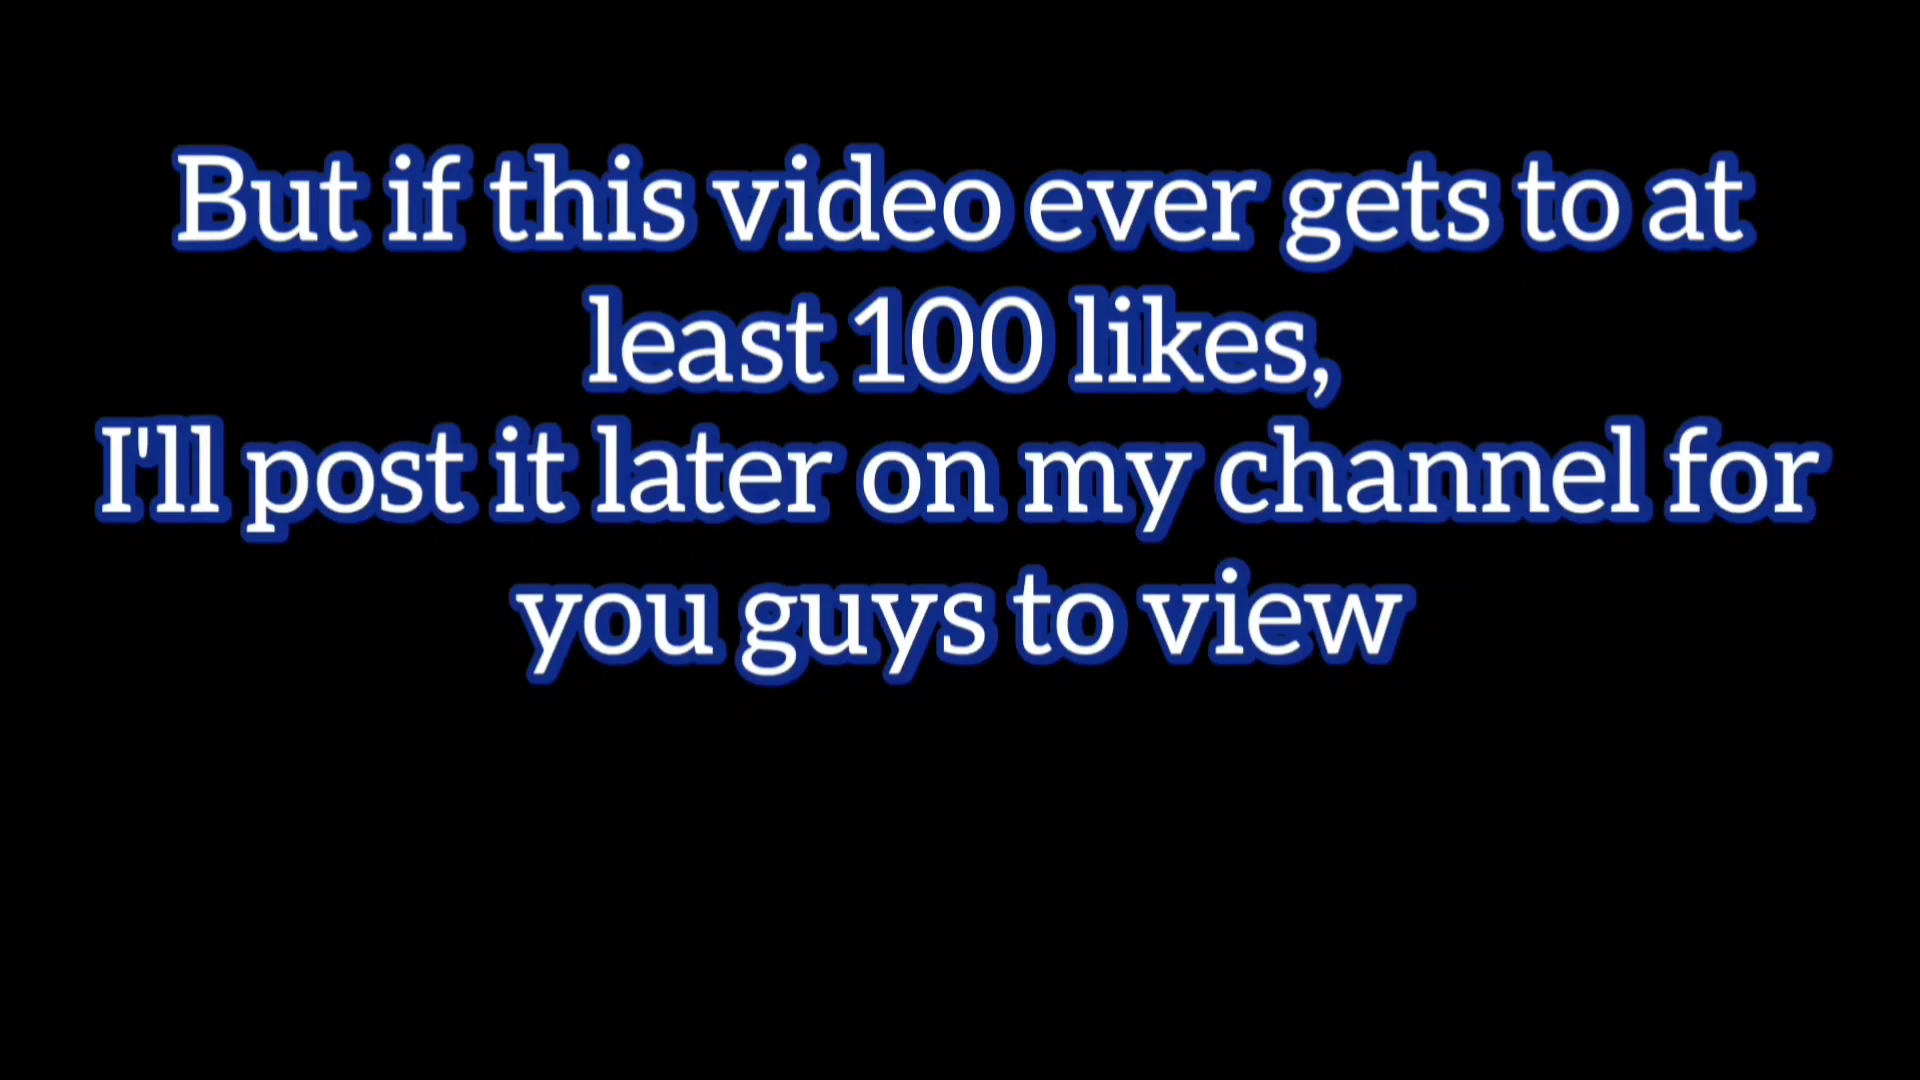 But if this video ever gets to at
least 100 likes,
I'll post it later on my channel for
you guys to view